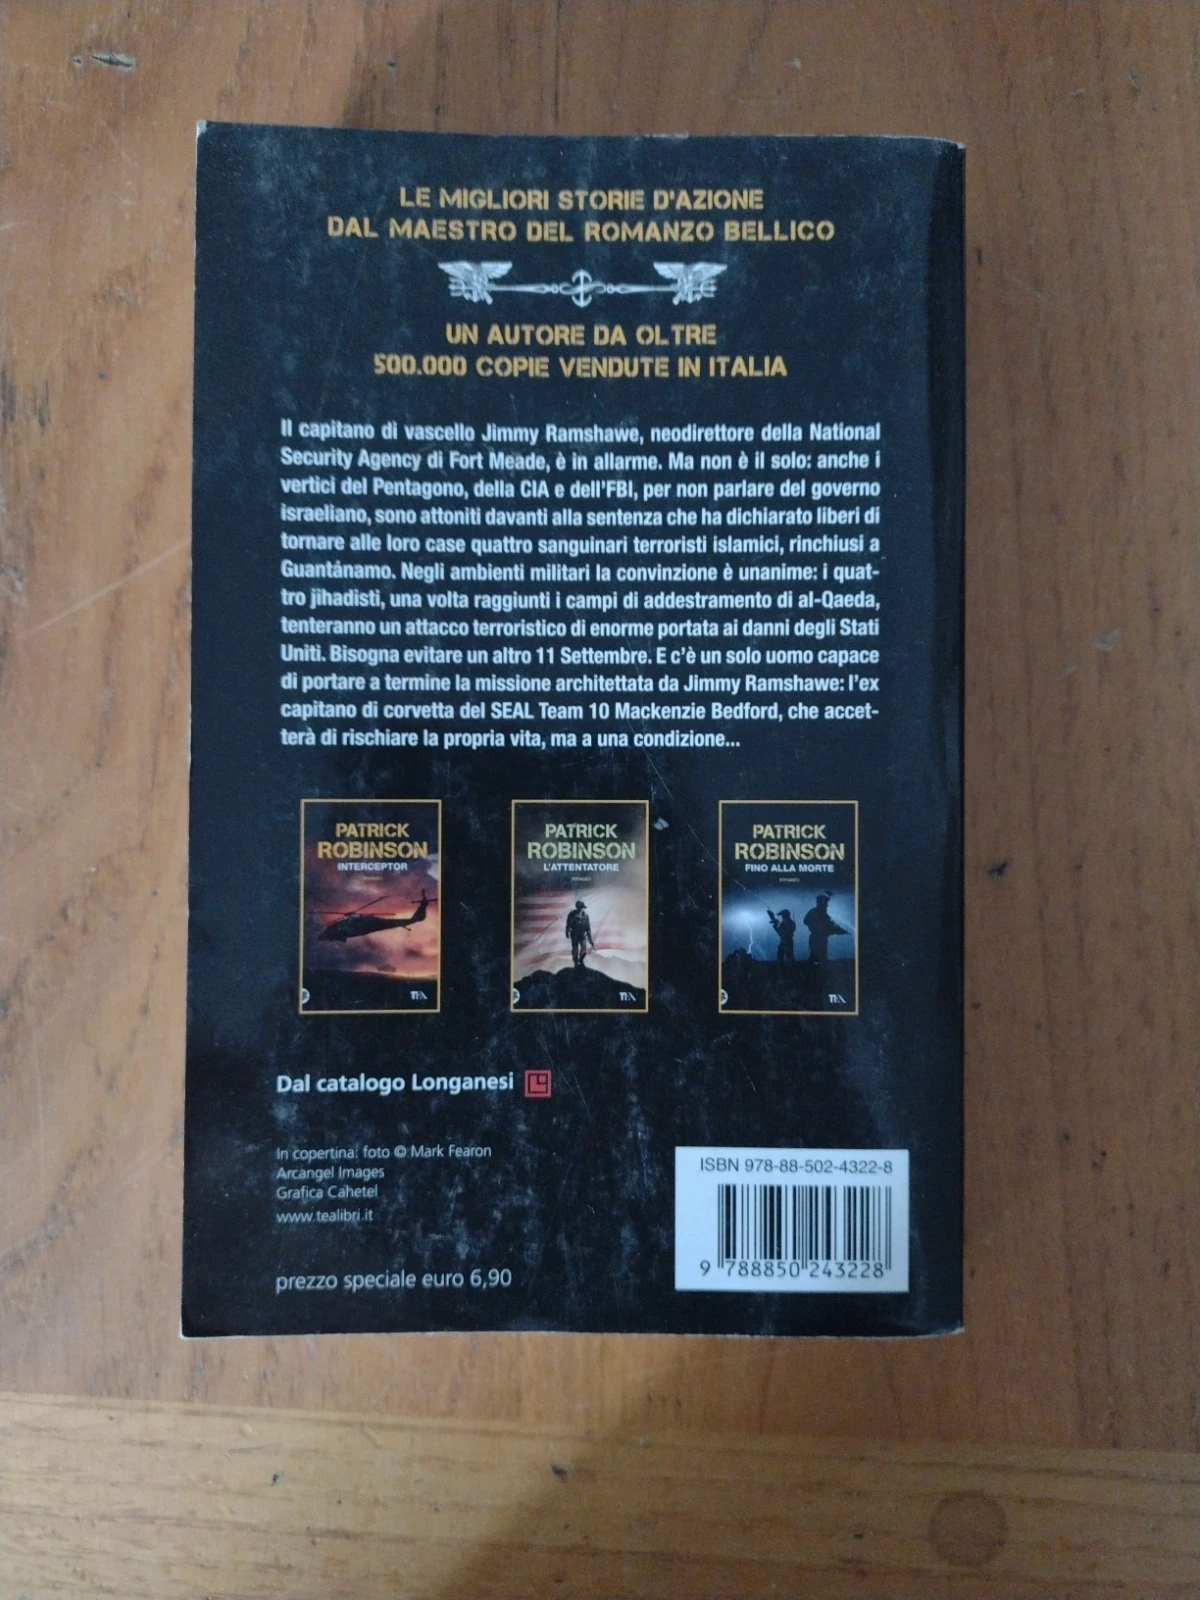 LE MIGLIORI STORIE D'AZIONE
DAL MAESTRO DEL ROMANZO BELLICO
UN AUTORE DA OLTRE
500.000 COPIE VENDUTE IN ITALIA
Il capitano di vascello Jimmy Ramshawe, neodirettore della National
Security Agency di Fort Meade, è in allarme. Ma non è il solo: anche i
vertici del Pentagono, della CIA e dell'FBI, per non parlare del governo
israeliano, sono attoniti davanti alla sentenza che ha dichiarato liberi di
tornare alle loro case quattro sanguinari terroristi islamici, rinchiusi a
Guantánamo. Negli ambienti militari la convinzione è unanime: i quat-
tro jihadisti, una volta raggiunti i campi di addestramento di al-Qaeda,
tenteranno un attacco terroristico di enorme portata ai danni degli Stati
Uniti. Bisogna evitare un altro 11 Settembre. E c'è un solo uomo capace
di portare a termine la missione architettata da Jimmy Ramshawe: l'ex
capitano di corvetta del SEAL Team 10 Mackenzie Bedford, che accet-
terà di rischiare la propria vita, ma a una condizione...
PATRICK
ROBINSON
INTERCEPTOR
TEA
PATRICK
ROBINSON
L'ATTENTATORE
TEA
PATRICK
ROBINSON
FINO ALLA MORTE
TEA
Dal catalogo Longanesi
In copertina: foto © Mark Fearon
Arcangel Images
Grafica Cahetel
www.tealibri.it
prezzo speciale euro 6,90
ISBN 978-88-502-4322-8
9 788850 243228